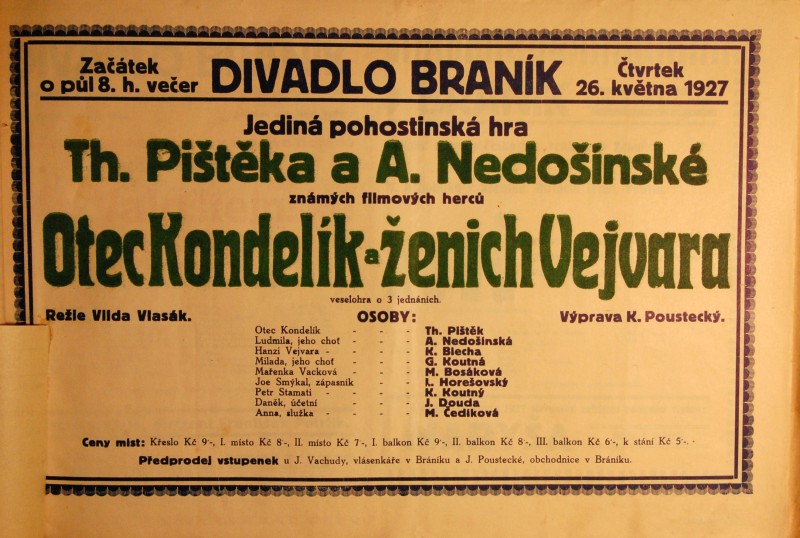 Začátek
o půl 8. h. večer
DIVADLO BRANÍK
Čtvrtek
26. května 1927
Jediná pohostinská hra
Th. Pištěka a A. Nedošinské
známých filmových herců
Otec Kondelík a ženich Vejvara
veselohra o 3 jednáních.
Režie Vilda Vlasák. OSOBY: Výprava K. Poustecký.
Otec Kondelík - - - Th. Pištěk
Ludmila, jeho choť - - - A. Nedošinská
Hanzi Vejvara - - - - K. Blecha
Milada, jeho choť - - - G. Koutná
Mařenka Vacková - - - M. Bosáková
Joe Smýkal, zápasník - - - L. Horešovský
Petr Stamati - - - - K. Koutný
Daněk, účetní - - - J. Douda
Anna, služka - - - - M. Čedíková
Ceny míst: Křeslo Kč 9·-, I. místo Kč 8·-, II. místo Kč 7·-, I. balkon Kč 9·-, II. balkon Kč 8·-, III. balkon Kč 6·-, k stání Kč 5·-. -
Předprodej vstupenek u J. Vachudy, vlásenkáře v Bráníku a J. Poustecké, obchodnice v Bráníku.